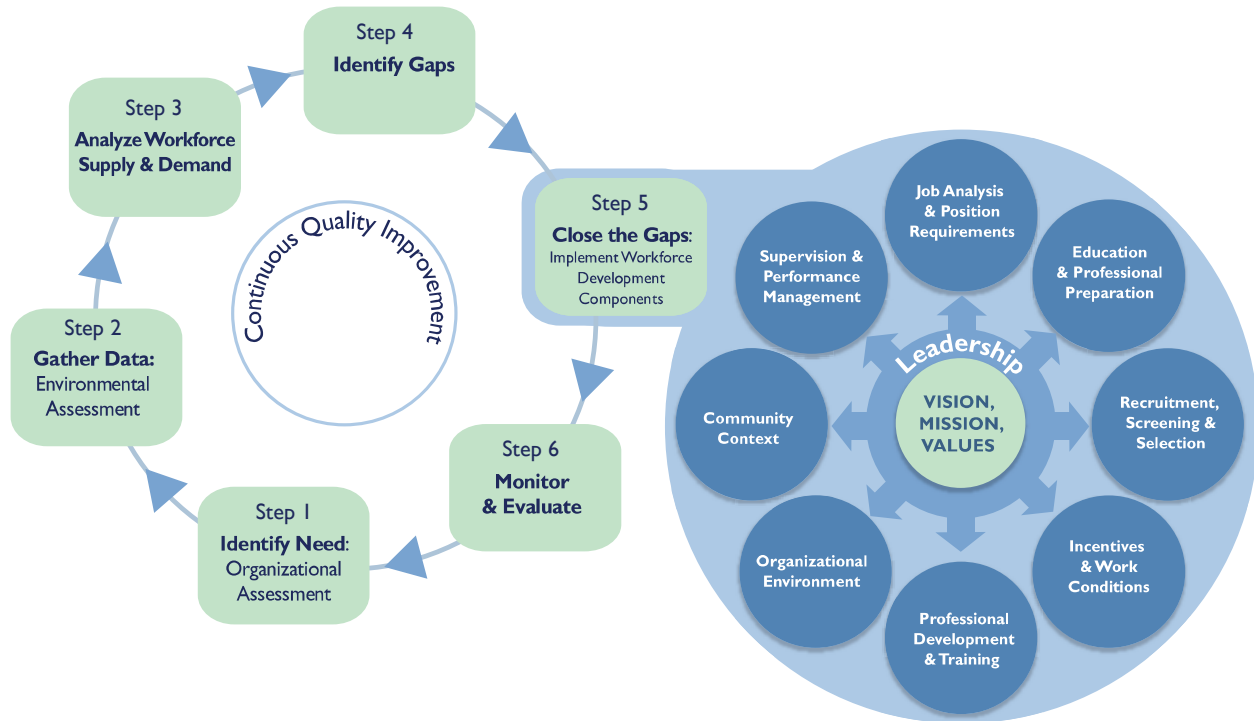 Step 1
Identify Need:
Organizational
Assessment
Step 2
Gather Data:
Environmental
Assessment
Step 3
Analyze Workforce
Supply & Demand
Step 4
Identify Gaps
Step 5
Close the Gaps:
Implement Workforce
Development
Components
Step 6
Monitor
& Evaluate
Continuous Quality Improvement
Leadership
VISION,
MISSION,
VALUES
Job Analysis
& Position
Requirements
Education
& Professional
Preparation
Recruitment,
Screening &
Selection
Incentives
& Work
Conditions
Professional
Development
& Training
Organizational
Environment
Community
Context
Supervision &
Performance
Management